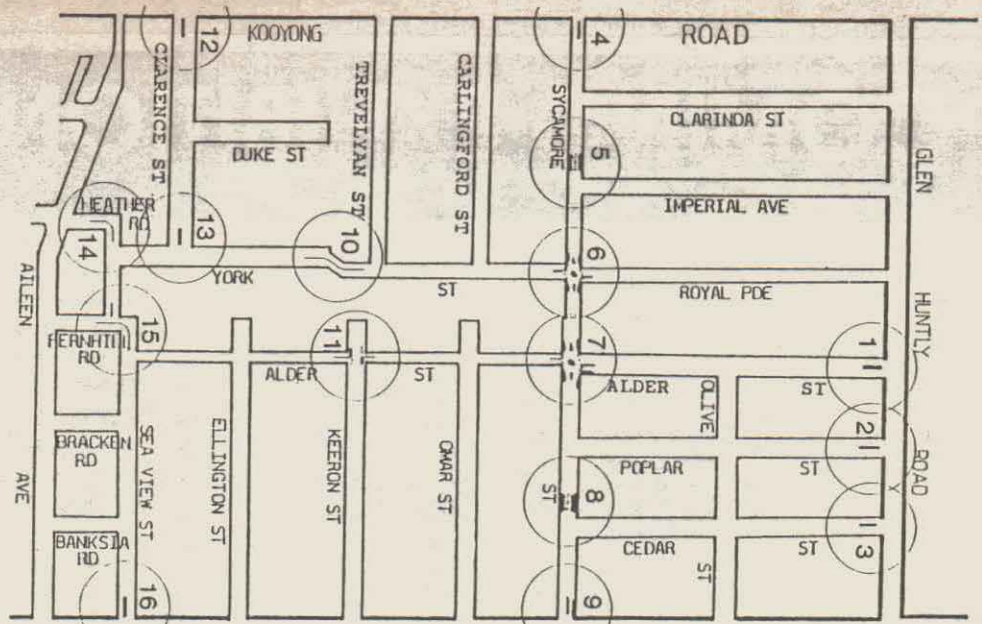 12
KOOYONG
4
ROAD
CLARENCE ST
TREVELYAN ST
CARLINGFORD ST
SYCAMORE
CLARINDA ST
5
DUKE ST
GLEN
HEATHER
RD
13
IMPERIAL AVE
14
10
6
YORK
ST
ROYAL PDE
AILEEN
HUNTLY
15
FERNHILL
RD
11
7
1
ALDER
ST
ALDER
OLIVE
ST
2
BRACKEN
RD
SEA VIEW ST
ELLINGTON ST
KEERON ST
OMAR ST
POPLAR
ST
ROAD
AVE
ST
8
BANKSIA
RD
CEDAR
ST
ST
3
16
9